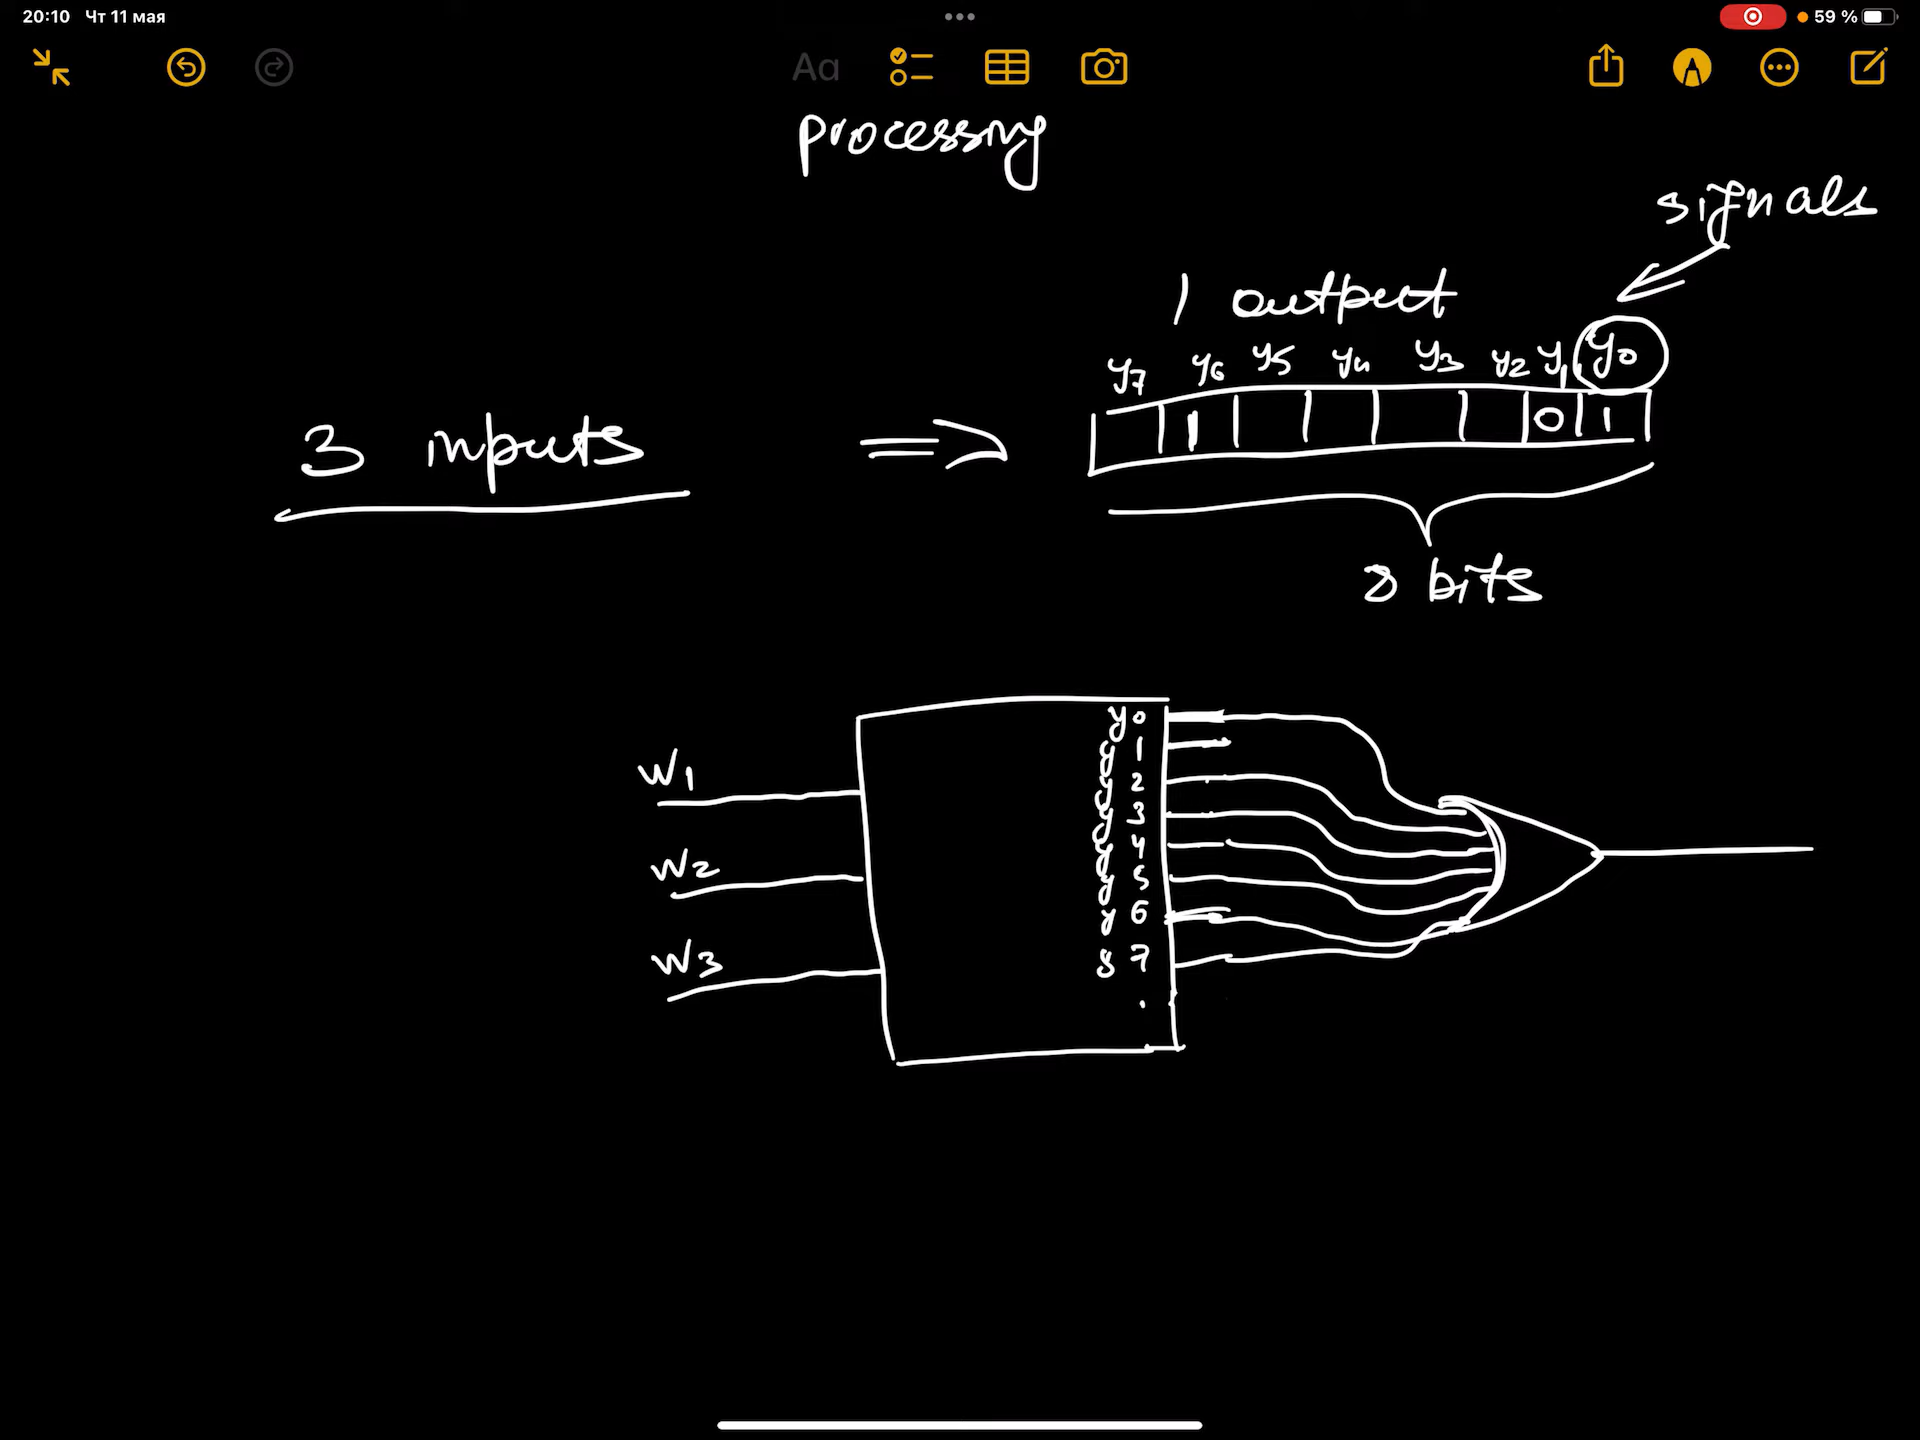 20:10 Чт 11 мая
59 %
Aa
processing
signals
1 output
y7 y6 y5 y4 y3 y2 y1 y0
1 0 1
3 inputs
8 bits
y0
1
W1
2
3
4
W2
5
6
W3
7